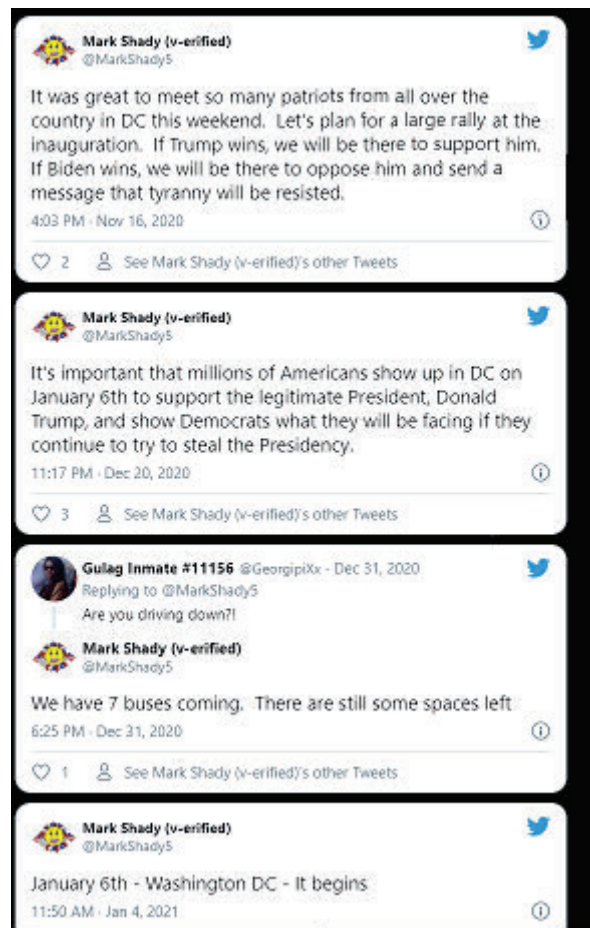 Mark Shady (v-erified)
@MarkShady5
It was great to meet so many patriots from all over the
country in DC this weekend. Let's plan for a large rally at the
inauguration. If Trump wins, we will be there to support him.
If Biden wins, we will be there to oppose him and send a
message that tyranny will be resisted.
4:03 PM · Nov 16, 2020
2 See Mark Shady (v-erified)'s other Tweets
Mark Shady (v-erified)
@MarkShady5
It's important that millions of Americans show up in DC on
January 6th to support the legitimate President, Donald
Trump, and show Democrats what they will be facing if they
continue to try to steal the Presidency.
11:17 PM · Dec 20, 2020
3 See Mark Shady (v-erified)'s other Tweets
Gulag Inmate #11156 @GeorgipiXx - Dec 31, 2020
Replying to @MarkShady5
Are you driving down?!
Mark Shady (v-erified)
@MarkShady5
We have 7 buses coming. There are still some spaces left
6:25 PM · Dec 31, 2020
1 See Mark Shady (v-erified)'s other Tweets
Mark Shady (v-erified)
@MarkShady5
January 6th - Washington DC - It begins
11:50 AM · Jan 4, 2021